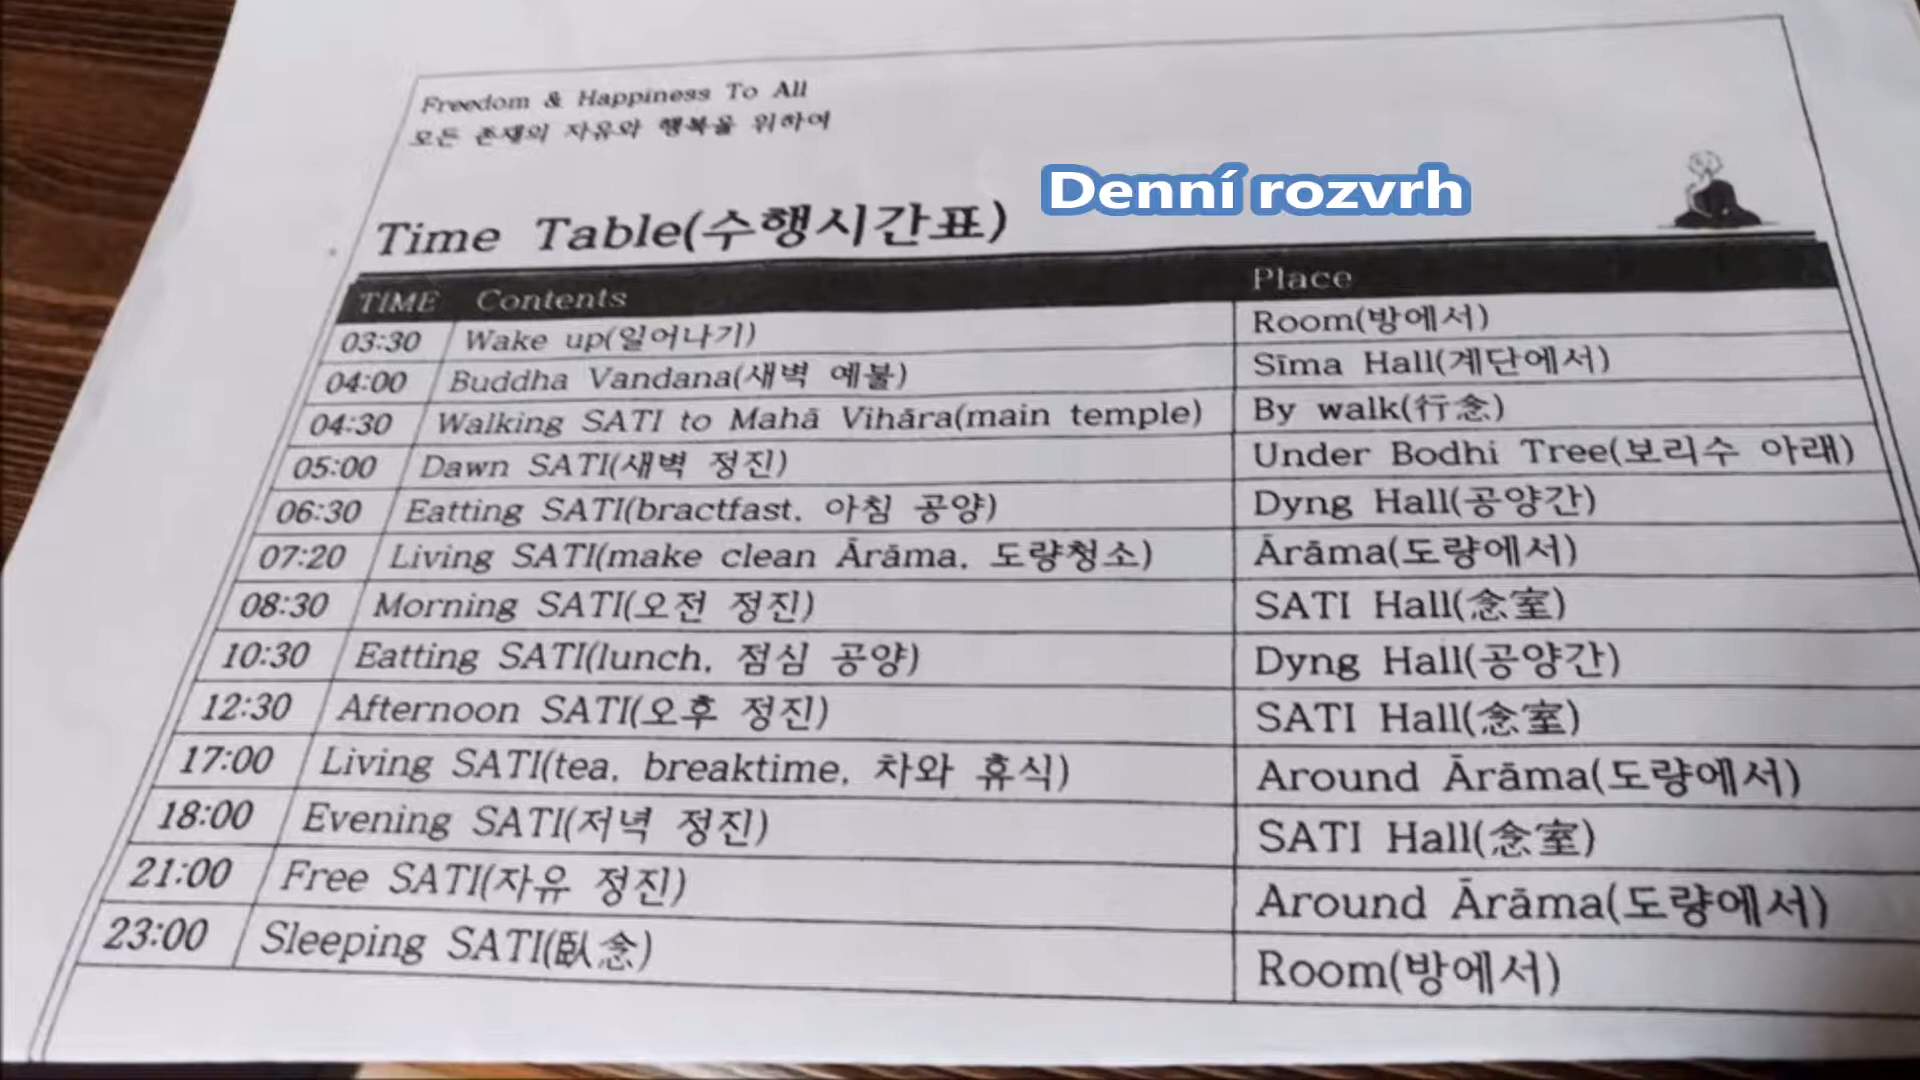 Freedom & Happiness To All
모든 존재의 자유와 행복을 위하여
Denní rozvrh
Time Table(수행시간표)
TIME Contents Place
03:30 Wake up(일어나기) Room(방에서)
04:00 Buddha Vandana(새벽 예불) Sīma Hall(계단에서)
04:30 Walking SATI to Mahā Vihāra(main temple) By walk(行念)
05:00 Dawn SATI(새벽 정진) Under Bodhi Tree(보리수 아래)
06:30 Eatting SATI(bractfast, 아침 공양) Dyng Hall(공양간)
07:20 Living SATI(make clean Ārāma, 도량청소) Ārāma(도량에서)
08:30 Morning SATI(오전 정진) SATI Hall(念室)
10:30 Eatting SATI(lunch, 점심 공양) Dyng Hall(공양간)
12:30 Afternoon SATI(오후 정진) SATI Hall(念室)
17:00 Living SATI(tea, breaktime, 차와 휴식) Around Ārāma(도량에서)
18:00 Evening SATI(저녁 정진) SATI Hall(念室)
21:00 Free SATI(자유 정진) Around Ārāma(도량에서)
23:00 Sleeping SATI(臥念) Room(방에서)